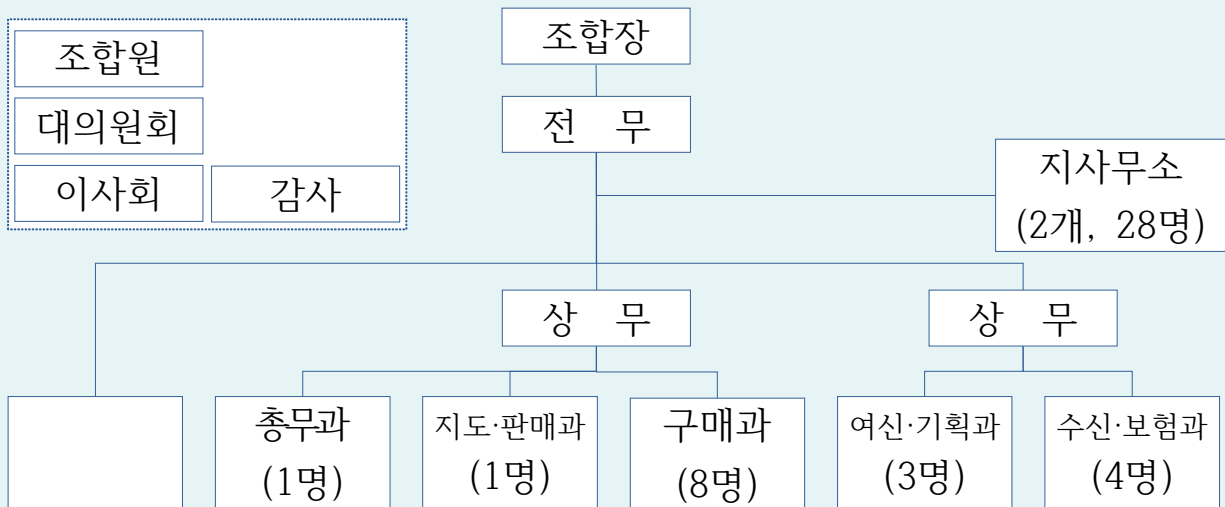 조합장
조합원
전 무
대의원회
이사회
감사
지사무소
(2개, 28명)
상 무
상 무
총무과
(1명)
지도·판매과
(1명)
구매과
(8명)
여신·기획과
(3명)
수신·보험과
(4명)